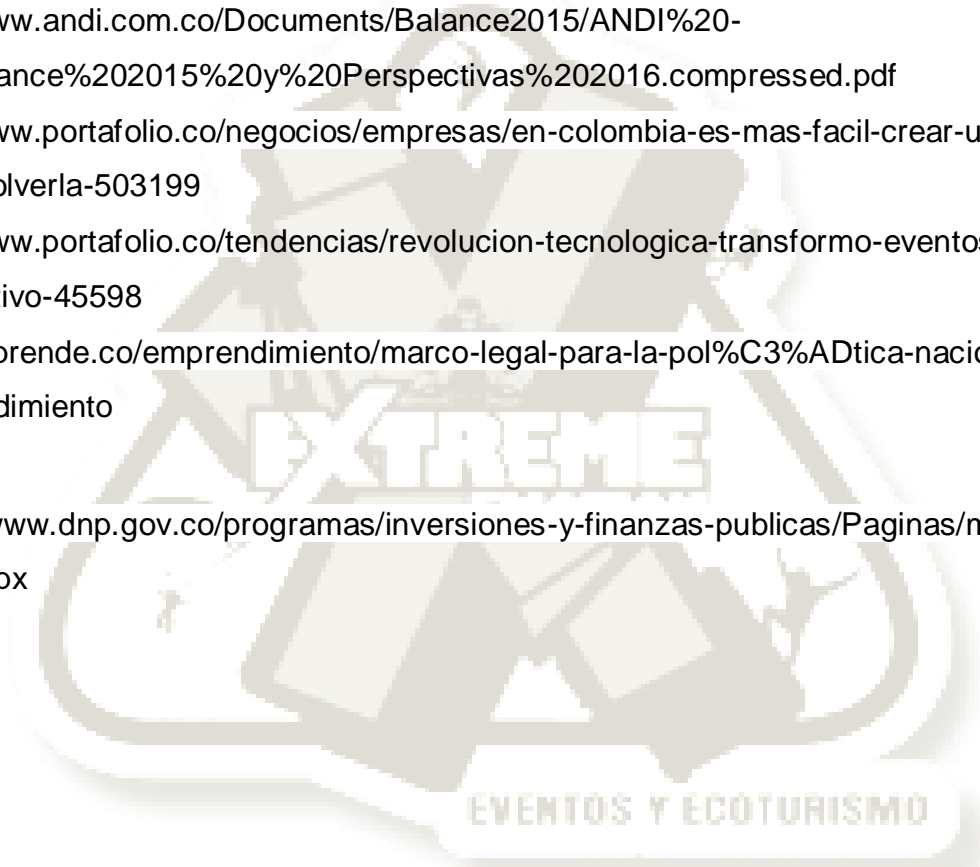 ww.andi.com.co/Documents/Balance2015/ANDI%20-
ance%202015%20y%20Perspectivas%202016.compressed.pdf
ww.portafolio.co/negocios/empresas/en-colombia-es-mas-facil-crear-u
olverla-503199
ww.portafolio.co/tendencias/revolucion-tecnologica-transformo-eventos
tivo-45598
prende.co/emprendimiento/marco-legal-para-la-pol%C3%ADtica-nacio
dimiento
EXTREME
www.dnp.gov.co/programas/inversiones-y-finanzas-publicas/Paginas/m
ox
EVENTOS Y ECOTURISMO